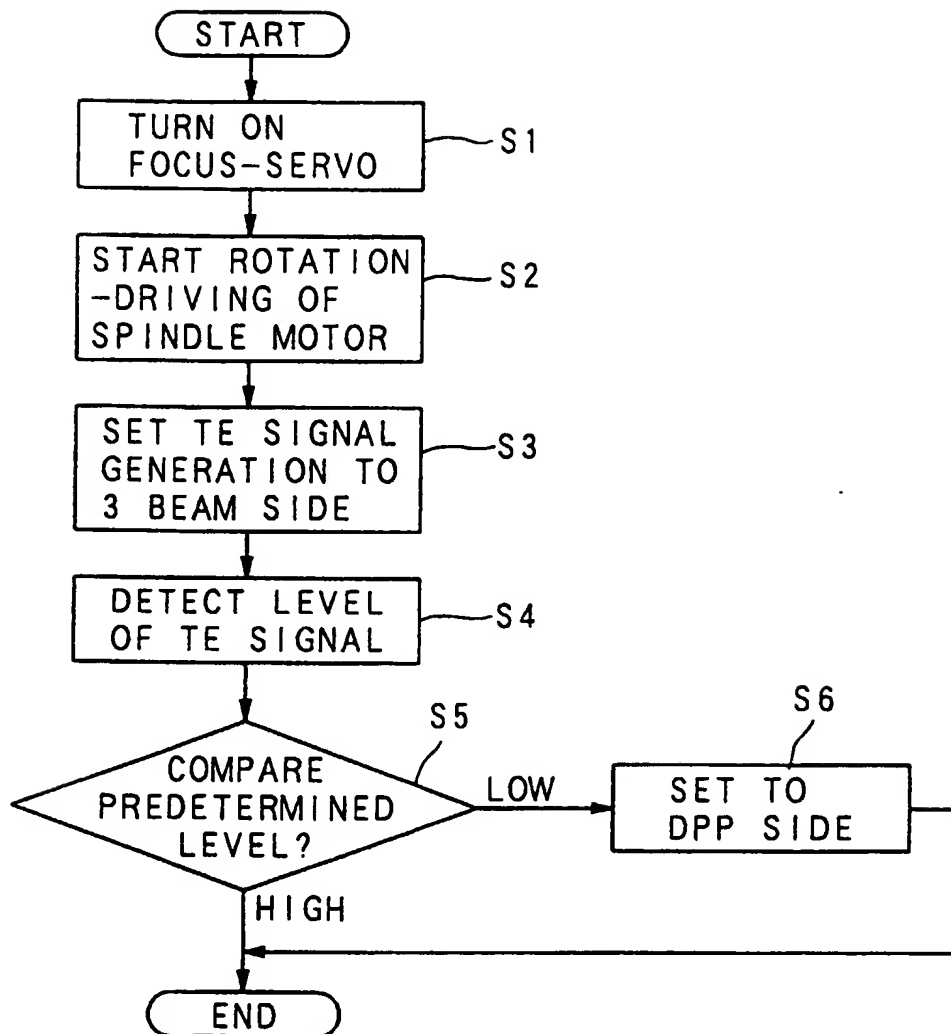 START
TURN ON
FOCUS-SERVO
S1
START ROTATION
-DRIVING OF
SPINDLE MOTOR
S2
SET TE SIGNAL
GENERATION TO
3 BEAM SIDE
S3
DETECT LEVEL
OF TE SIGNAL
S4
COMPARE
PREDETERMINED
LEVEL?
S5
LOW
SET TO
DPP SIDE
S6
HIGH
END